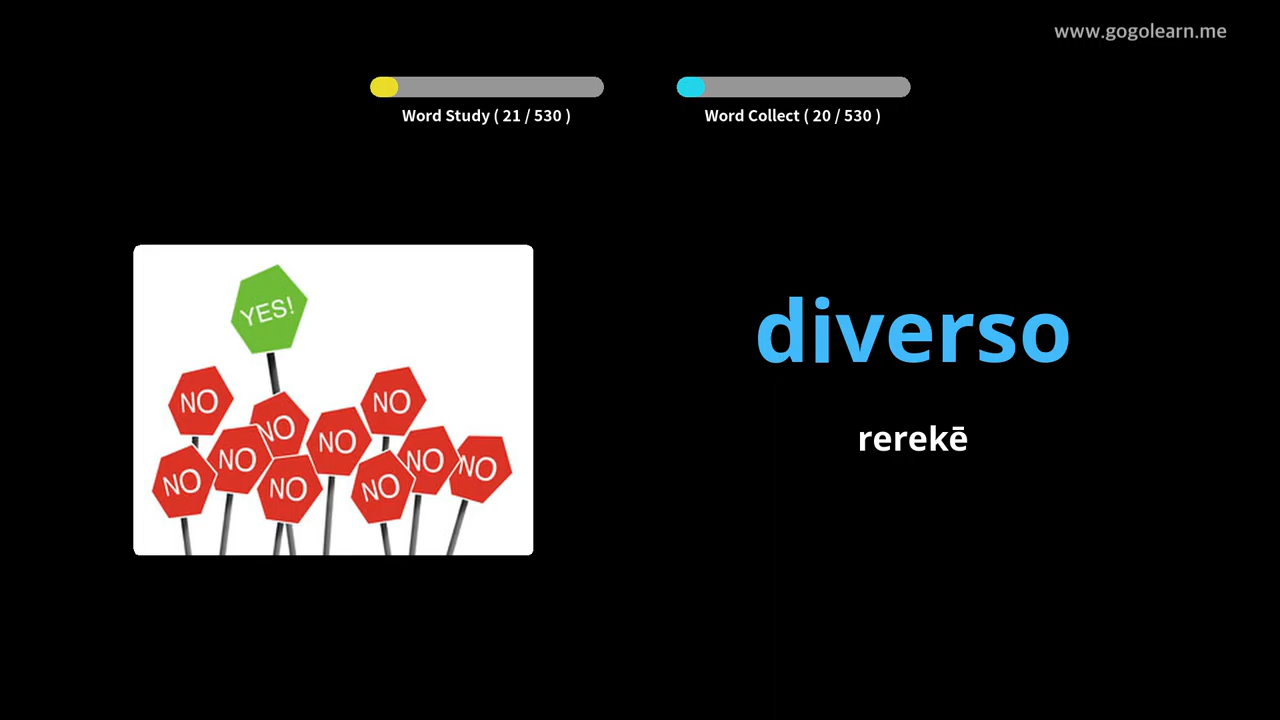 www.gogolearn.me
Word Study ( 21 / 530 )
Word Collect ( 20 / 530 )
YES!
NO
NO
NO
NO
NO
NO
NO
NO
NO
NO
diverso
rerekē